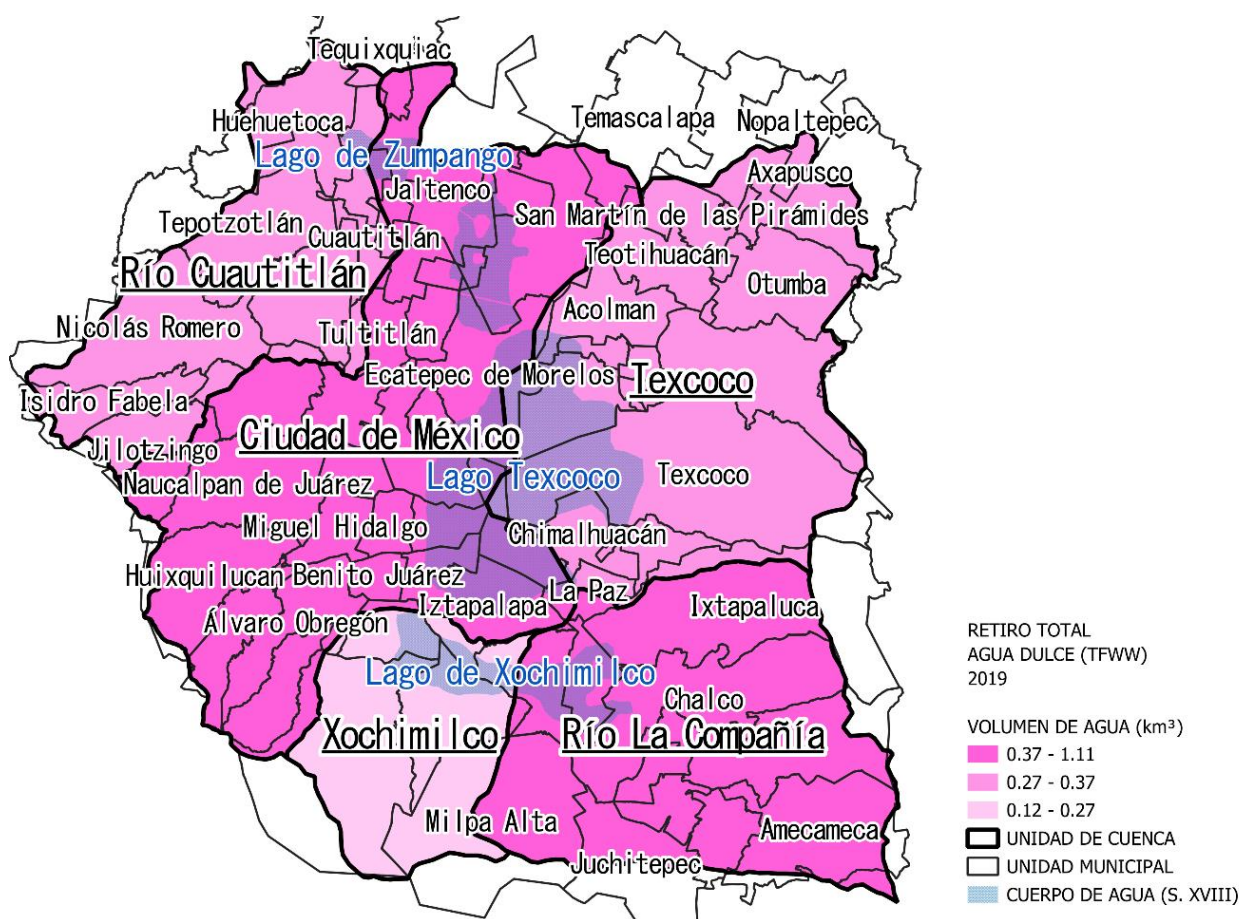 Tequixquiac
Temascalapa
Nopaltepec
Huehuetoca
Lago de Zumpango
Axapusco
Jaltenco
San Martín de las Pirámides
Tepotzotlán
Cuautitlán
Teotihuacán
Río Cuautitlán
Otumba
Acolman
Nicolás Romero
Tultitlán
Ecatepec de Morelos
Texcoco
Isidro Fabela
Ciudad de México
Jilotzingo
Lago Texcoco
Texcoco
Naucalpan de Juárez
Miguel Hidalgo
Chimalhuacán
Huixquilucan
Benito Juárez
La Paz
Iztapalapa
Ixtapaluca
Álvaro Obregón
Lago de Xochimilco
Chalco
Xochimilco
Río La Compañía
Milpa Alta
Amecameca
Juchitepec
RETIRO TOTAL
AGUA DULCE (TFWW)
2019
VOLUMEN DE AGUA (km³)
0.37 - 1.11
0.27 - 0.37
0.12 - 0.27
UNIDAD DE CUENCA
UNIDAD MUNICIPAL
CUERPO DE AGUA (S. XVIII)